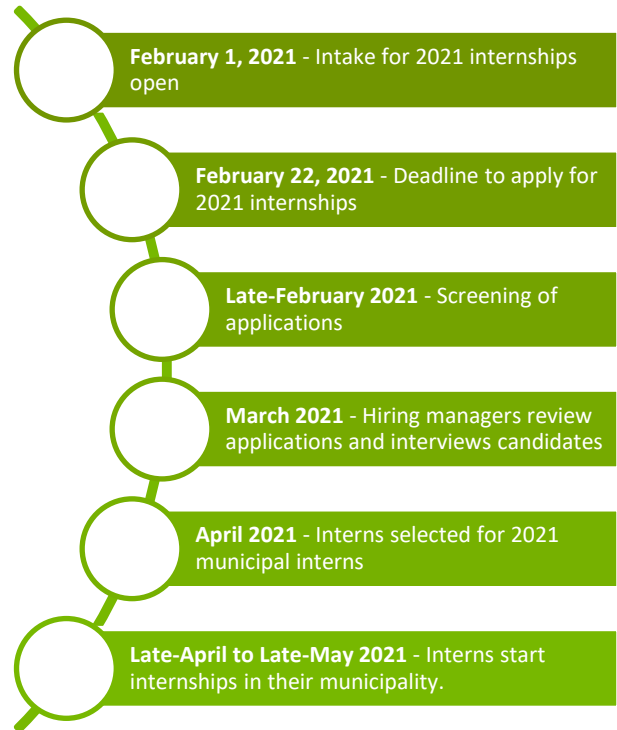 February 1, 2021 - Intake for 2021 internships
open
February 22, 2021 - Deadline to apply for
2021 internships
Late-February 2021 - Screening of
applications
March 2021 - Hiring managers review
applications and interviews candidates
April 2021 - Interns selected for 2021
municipal interns
Late-April to Late-May 2021 - Interns start
internships in their municipality.